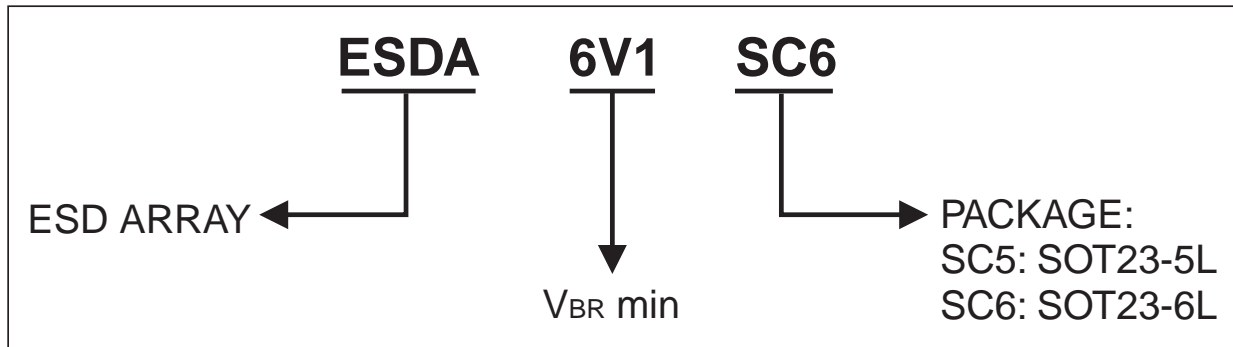 ESDA 6V1 SC6
ESD ARRAY
VBR min
PACKAGE:
SC5: SOT23-5L
SC6: SOT23-6L